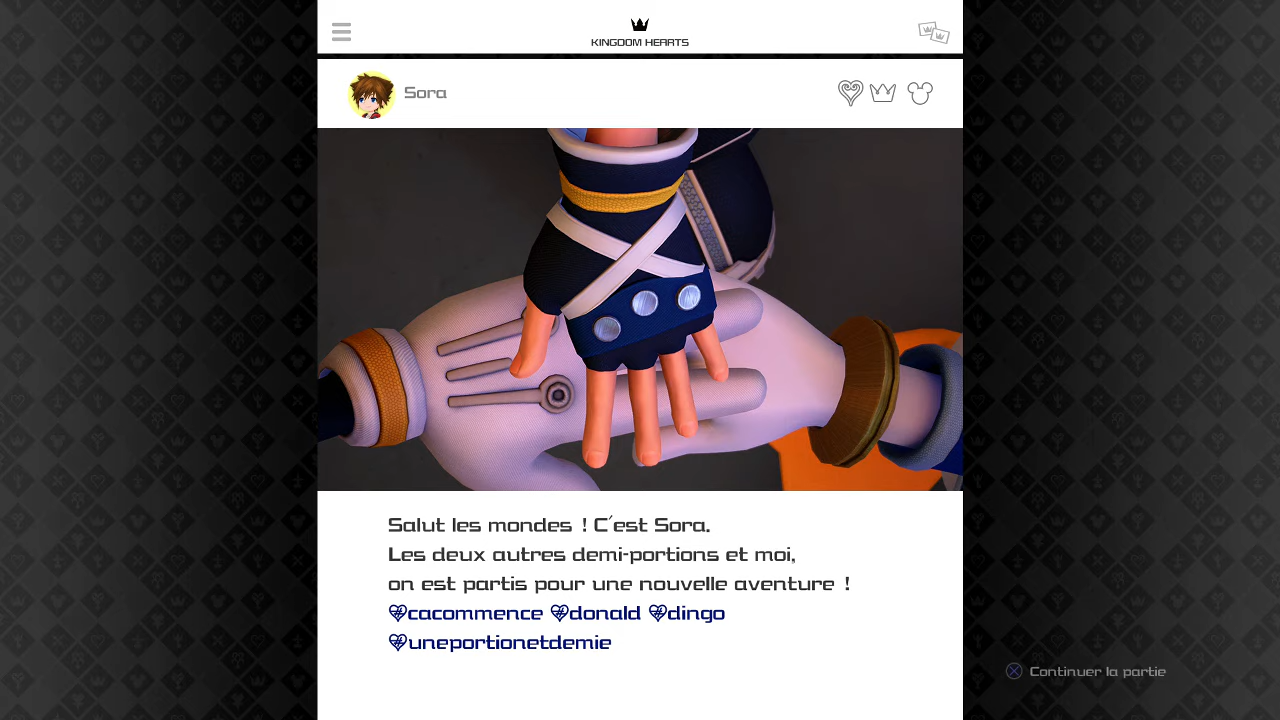 KINGDOM HEARTS
Sora
Salut les mondes ! C'est Sora.
Les deux autres demi-portions et moi,
on est partis pour une nouvelle aventure !
#cacommence #donald #dingo
#uneportionetdemie
Continuer la partie